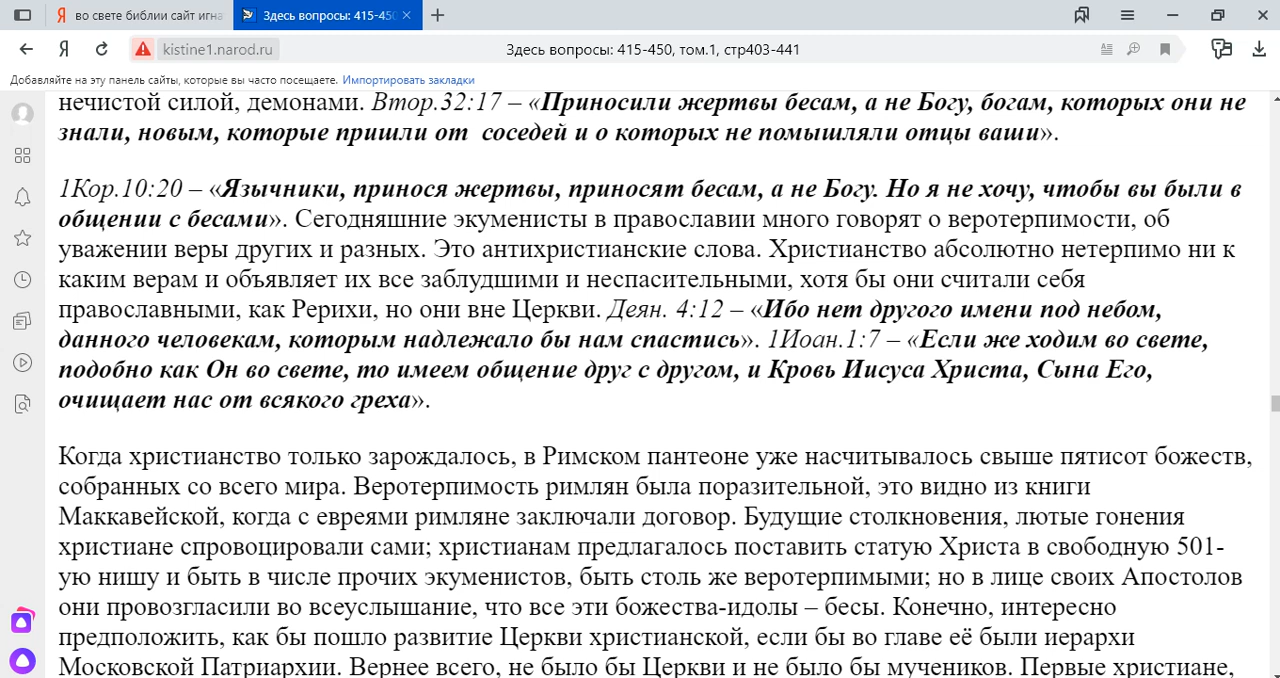 во свете библии сайт игна
Здесь вопросы: 415-450
kistine1.narod.ru
Здесь вопросы: 415-450, том.1, стр403-441
Добавляйте на эту панель сайты, которые вы часто посещаете. Импортировать закладки
нечистой силой, демонами. Втор.32:17 – «Приносили жертвы бесам, а не Богу, богам, которых они не
знали, новым, которые пришли от соседей и о которых не помышляли отцы ваши».
1Кор.10:20 – «Язычники, принося жертвы, приносят бесам, а не Богу. Но я не хочу, чтобы вы были в
общении с бесами». Сегодняшние экуменисты в православии много говорят о веротерпимости, об
уважении веры других и разных. Это антихристианские слова. Христианство абсолютно нетерпимо ни к
каким верам и объявляет их все заблудшими и неспасительными, хотя бы они считали себя
православными, как Рерихи, но они вне Церкви. Деян. 4:12 – «Ибо нет другого имени под небом,
данного человекам, которым надлежало бы нам спастись». 1Иоан.1:7 – «Если же ходим во свете,
подобно как Он во свете, то имеем общение друг с другом, и Кровь Иисуса Христа, Сына Его,
очищает нас от всякого греха».
Когда христианство только зарождалось, в Римском пантеоне уже насчитывалось свыше пятисот божеств,
собранных со всего мира. Веротерпимость римлян была поразительной, это видно из книги
Маккавейской, когда с евреями римляне заключали договор. Будущие столкновения, лютые гонения
христиане спровоцировали сами; христианам предлагалось поставить статую Христа в свободную 501-
ую нишу и быть в числе прочих экуменистов, быть столь же веротерпимыми; но в лице своих Апостолов
они провозгласили во всеуслышание, что все эти божества-идолы – бесы. Конечно, интересно
предположить, как бы пошло развитие Церкви христианской, если бы во главе её были иерархи
Московской Патриархии. Вернее всего, не было бы Церкви и не было бы мучеников. Первые христиане,